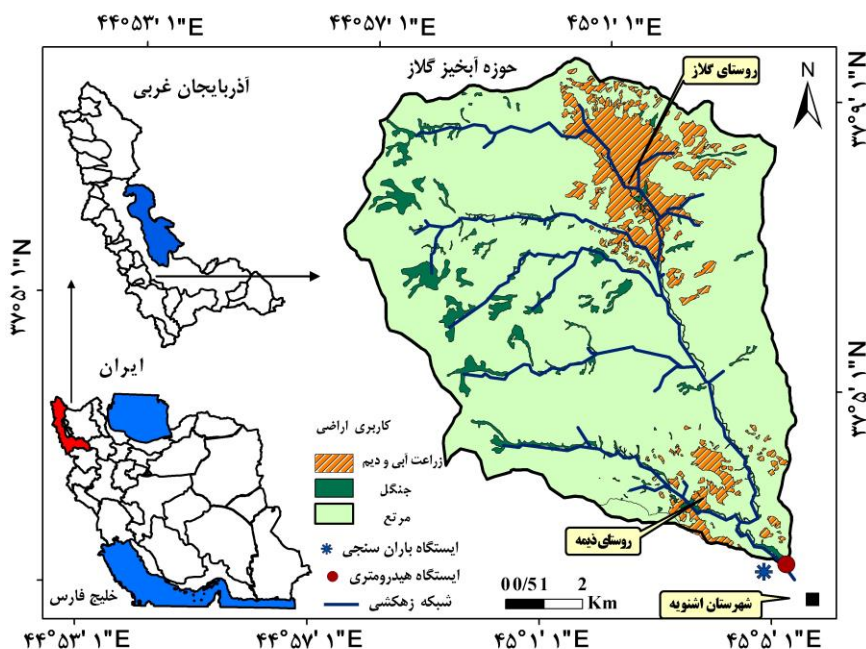 ۴۴°۵۳' ۱"E
۴۴°۵۷' ۱"E
۴۵°۱' ۱"E
آذربایجان غربی
حوزه آبخیز گلاز
روستای گلاز
N
۳۷°۹' ۱"N
۳۷°۵' ۱"N
ایران
۳۷°۵' ۱"N
کاربری اراضی
زراعت آبی و دیم
جنگل
مرتع
ایستگاه باران سنجی
ایستگاه هیدرومتری
شبکه زهکشی
خلیج فارس
روستای ذیمه
شهرستان اشنویه
00/51 2
Km
۴۴°۵۳' ۱"E
۴۴°۵۷' ۱"E
۴۵°۱' ۱"E
۴۵°۵' ۱"E